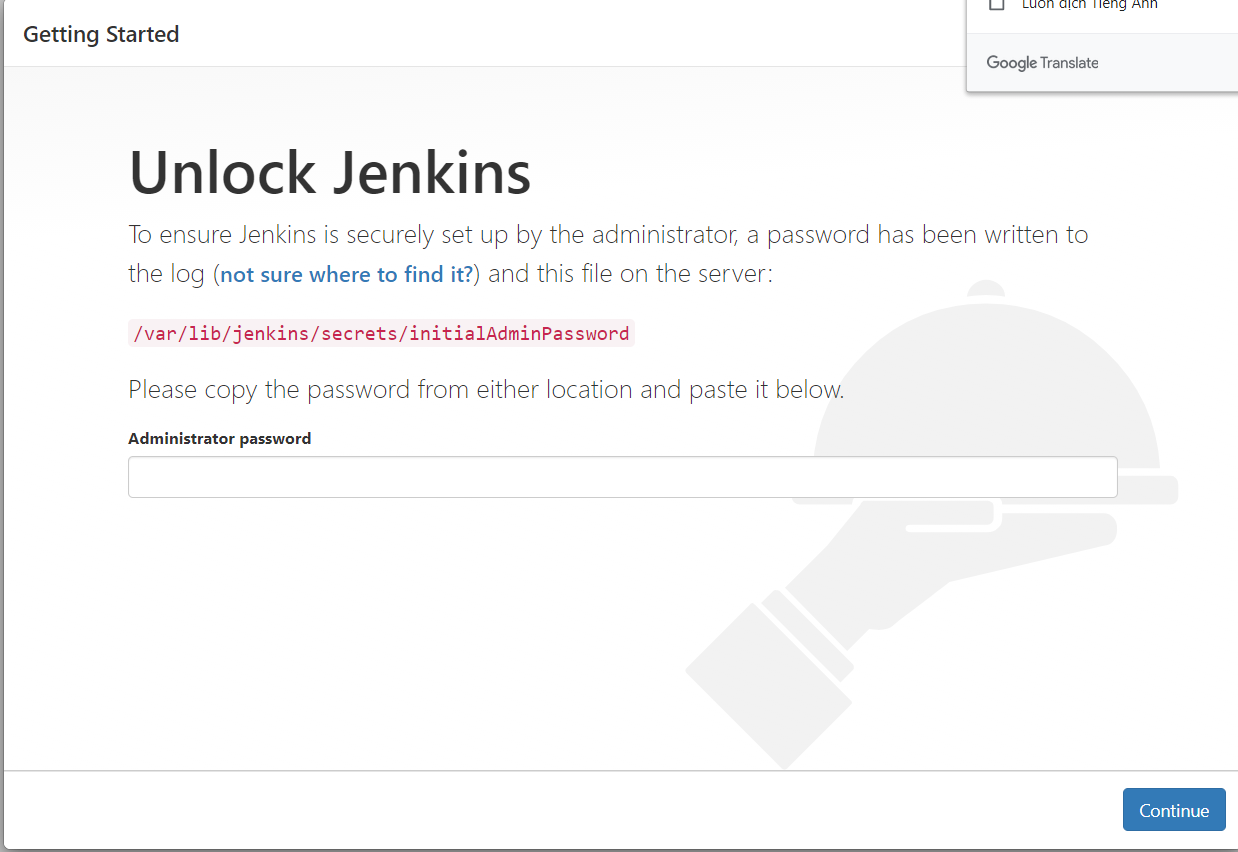 Luôn dịch Tiếng Anh
Getting Started
Google Translate
Unlock Jenkins
To ensure Jenkins is securely set up by the administrator, a password has been written to
the log (not sure where to find it?) and this file on the server:
/var/lib/jenkins/secrets/initialAdminPassword
Please copy the password from either location and paste it below.
Administrator password
Continue